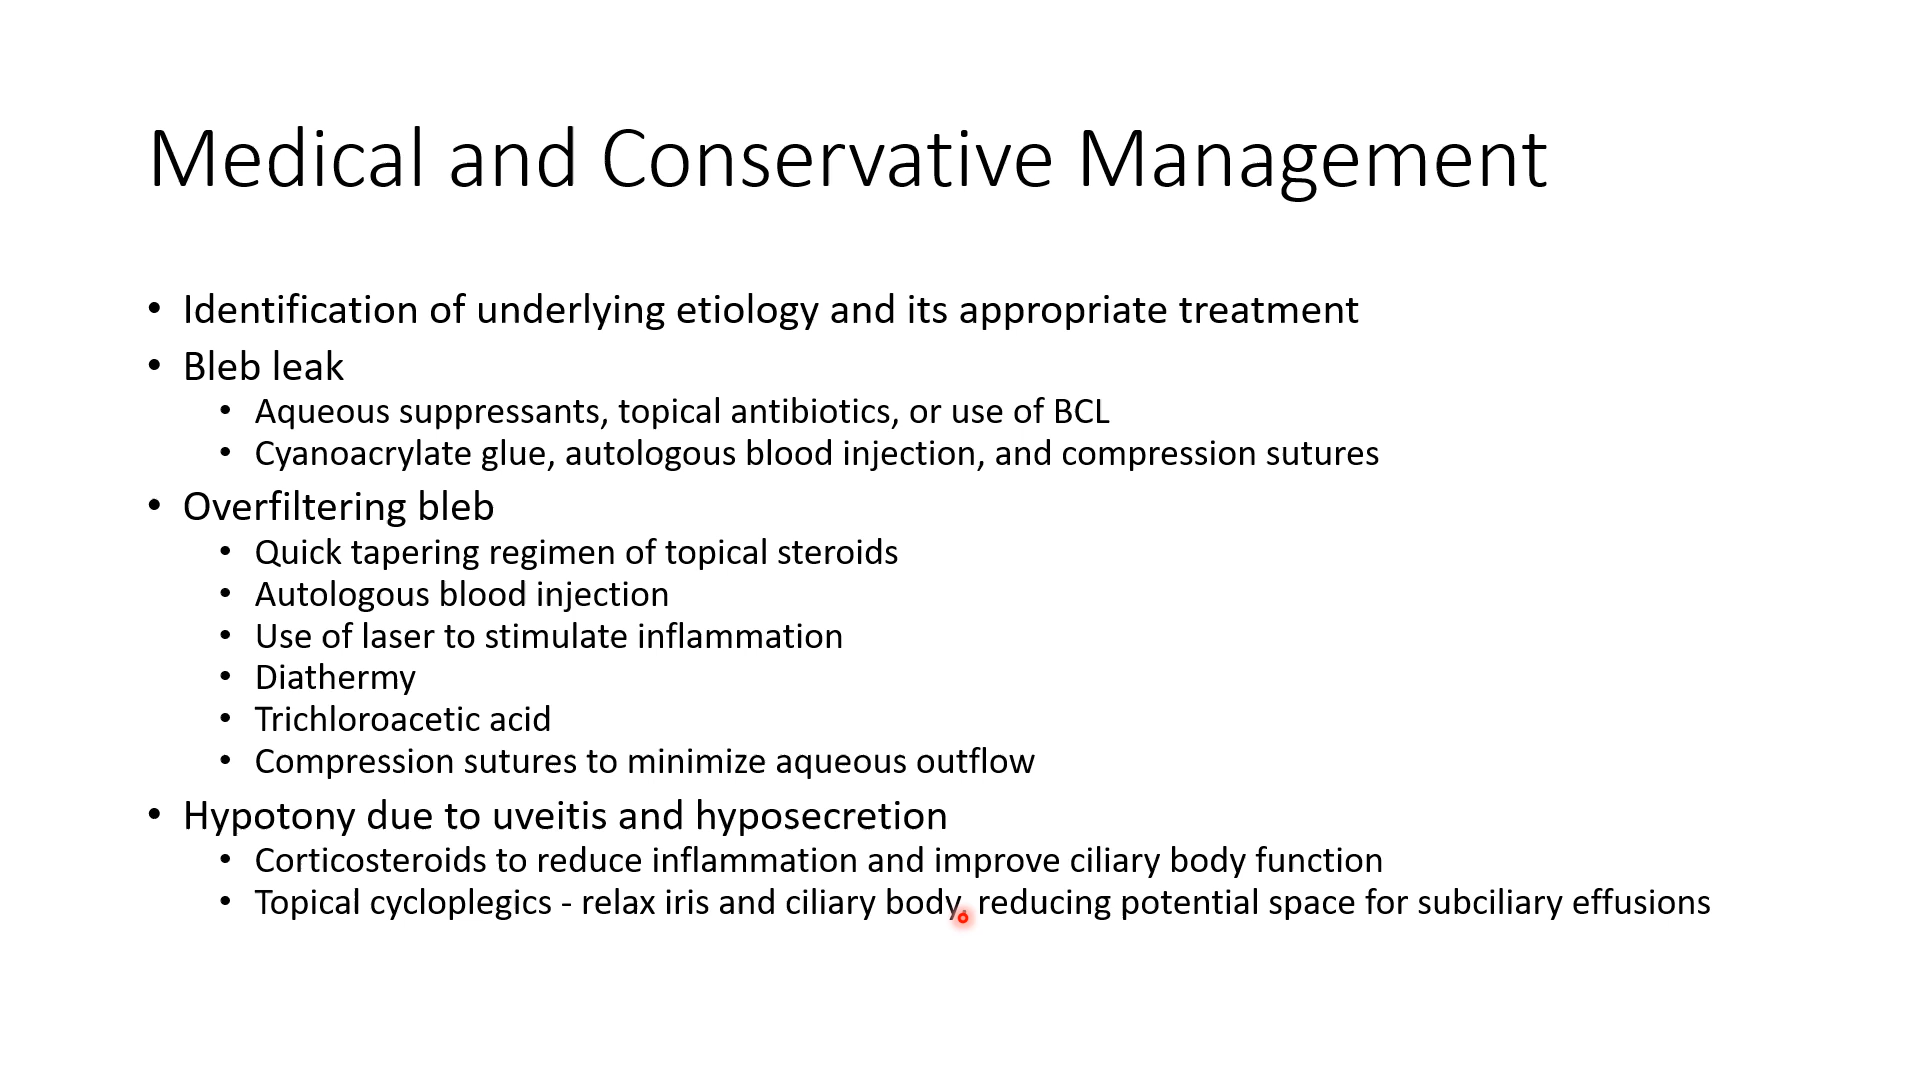 Medical and Conservative Management
• Identification of underlying etiology and its appropriate treatment
• Bleb leak
• Aqueous suppressants, topical antibiotics, or use of BCL
• Cyanoacrylate glue, autologous blood injection, and compression sutures
• Overfiltering bleb
• Quick tapering regimen of topical steroids
• Autologous blood injection
• Use of laser to stimulate inflammation
• Diathermy
• Trichloroacetic acid
• Compression sutures to minimize aqueous outflow
• Hypotony due to uveitis and hyposecretion
• Corticosteroids to reduce inflammation and improve ciliary body function
• Topical cycloplegics - relax iris and ciliary body, reducing potential space for subciliary effusions